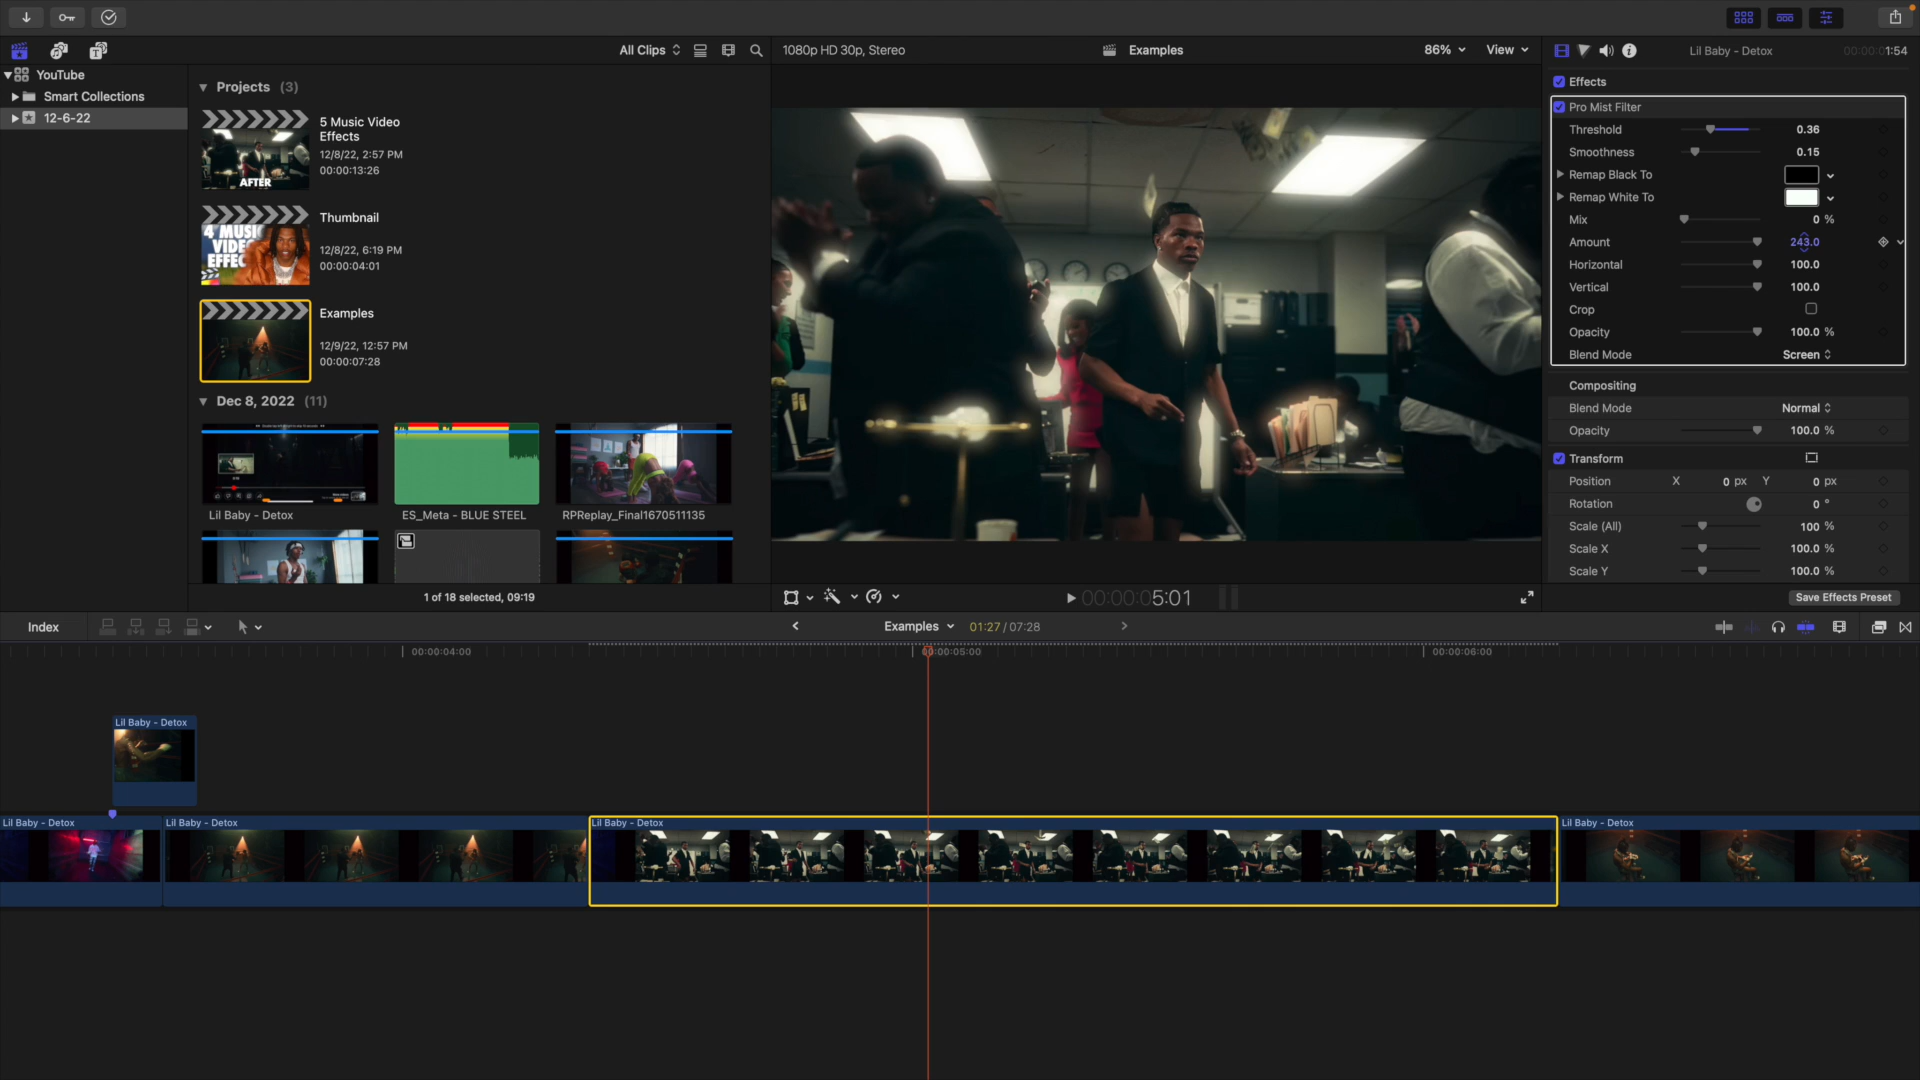 All Clips
1080p HD 30p, Stereo
Examples
86%
View
Lil Baby - Detox
1:54
YouTube
Smart Collections
12-6-22
Projects (3)
5 Music Video
Effects
12/8/22, 2:57 PM
00:00:13:26
AFTER
Thumbnail
12/8/22, 6:19 PM
00:00:04:01
4 MUSIC
VIDEO
EFFEC
Examples
12/9/22, 12:57 PM
00:00:07:28
Dec 8, 2022 (11)
Lil Baby - Detox
ES_Meta - BLUE STEEL
RPReplay_Final1670511135
1 of 18 selected, 09:19
00:00:05:01
Effects
Pro Mist Filter
Threshold 0.36
Smoothness 0.15
Remap Black To
Remap White To
Mix 0 %
Amount 243.0
Horizontal 100.0
Vertical 100.0
Crop
Opacity 100.0 %
Blend Mode Screen
Compositing
Blend Mode Normal
Opacity 100.0 %
Transform
Position X 0 px Y 0 px
Rotation 0 °
Scale (All) 100 %
Scale X 100.0 %
Scale Y 100.0 %
Save Effects Preset
Index
Examples 01:27 / 07:28
00:00:04:00
00:00:05:00
00:00:06:00
Lil Baby - Detox
Lil Baby - Detox
Lil Baby - Detox
Lil Baby - Detox
Lil Baby - Detox